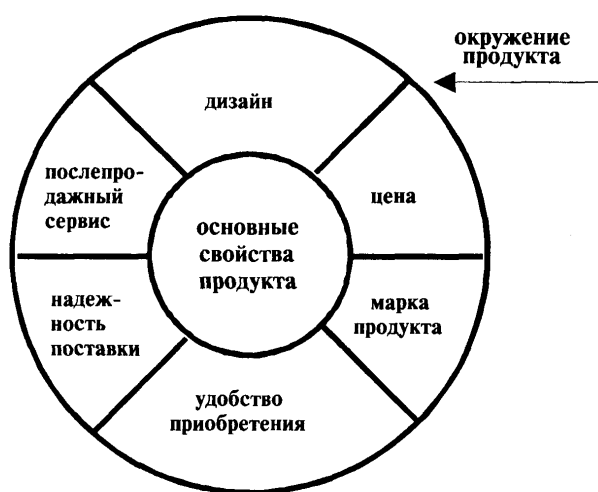 окружение
продукта
дизайн
послепро-
дажный
сервис
цена
основные
свойства
продукта
надеж-
ность
поставки
марка
продукта
удобство
приобретения